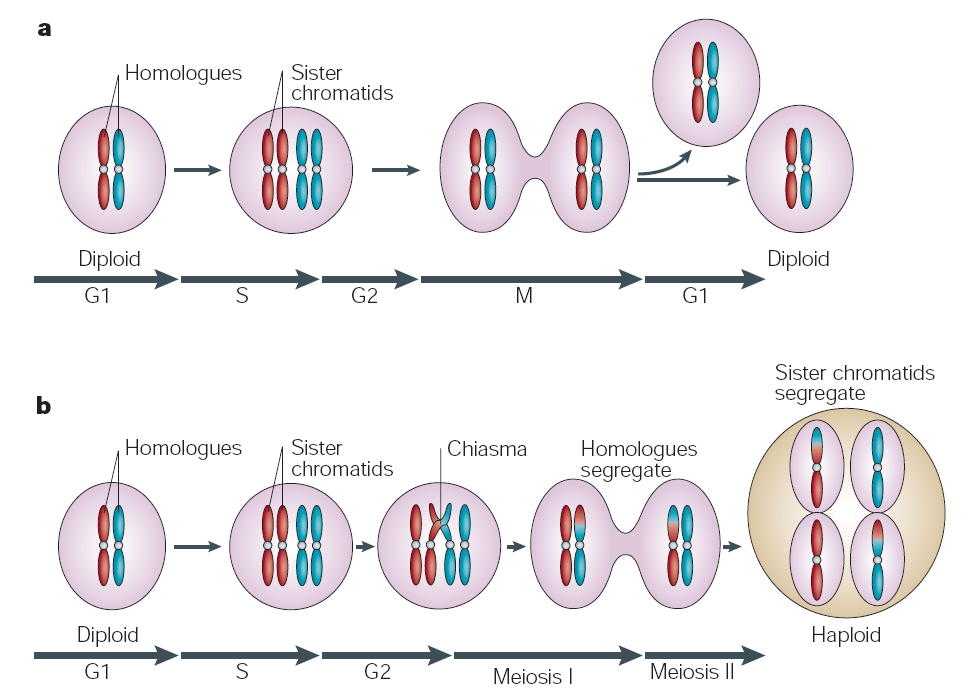 a
Homologues
Sister
chromatids
Diploid
Diploid
G1
S
G2
M
G1
b
Homologues
Sister
chromatids
Chiasma
Homologues
segregate
Sister chromatids
segregate
Diploid
Haploid
G1
S
G2
Meiosis I
Meiosis II